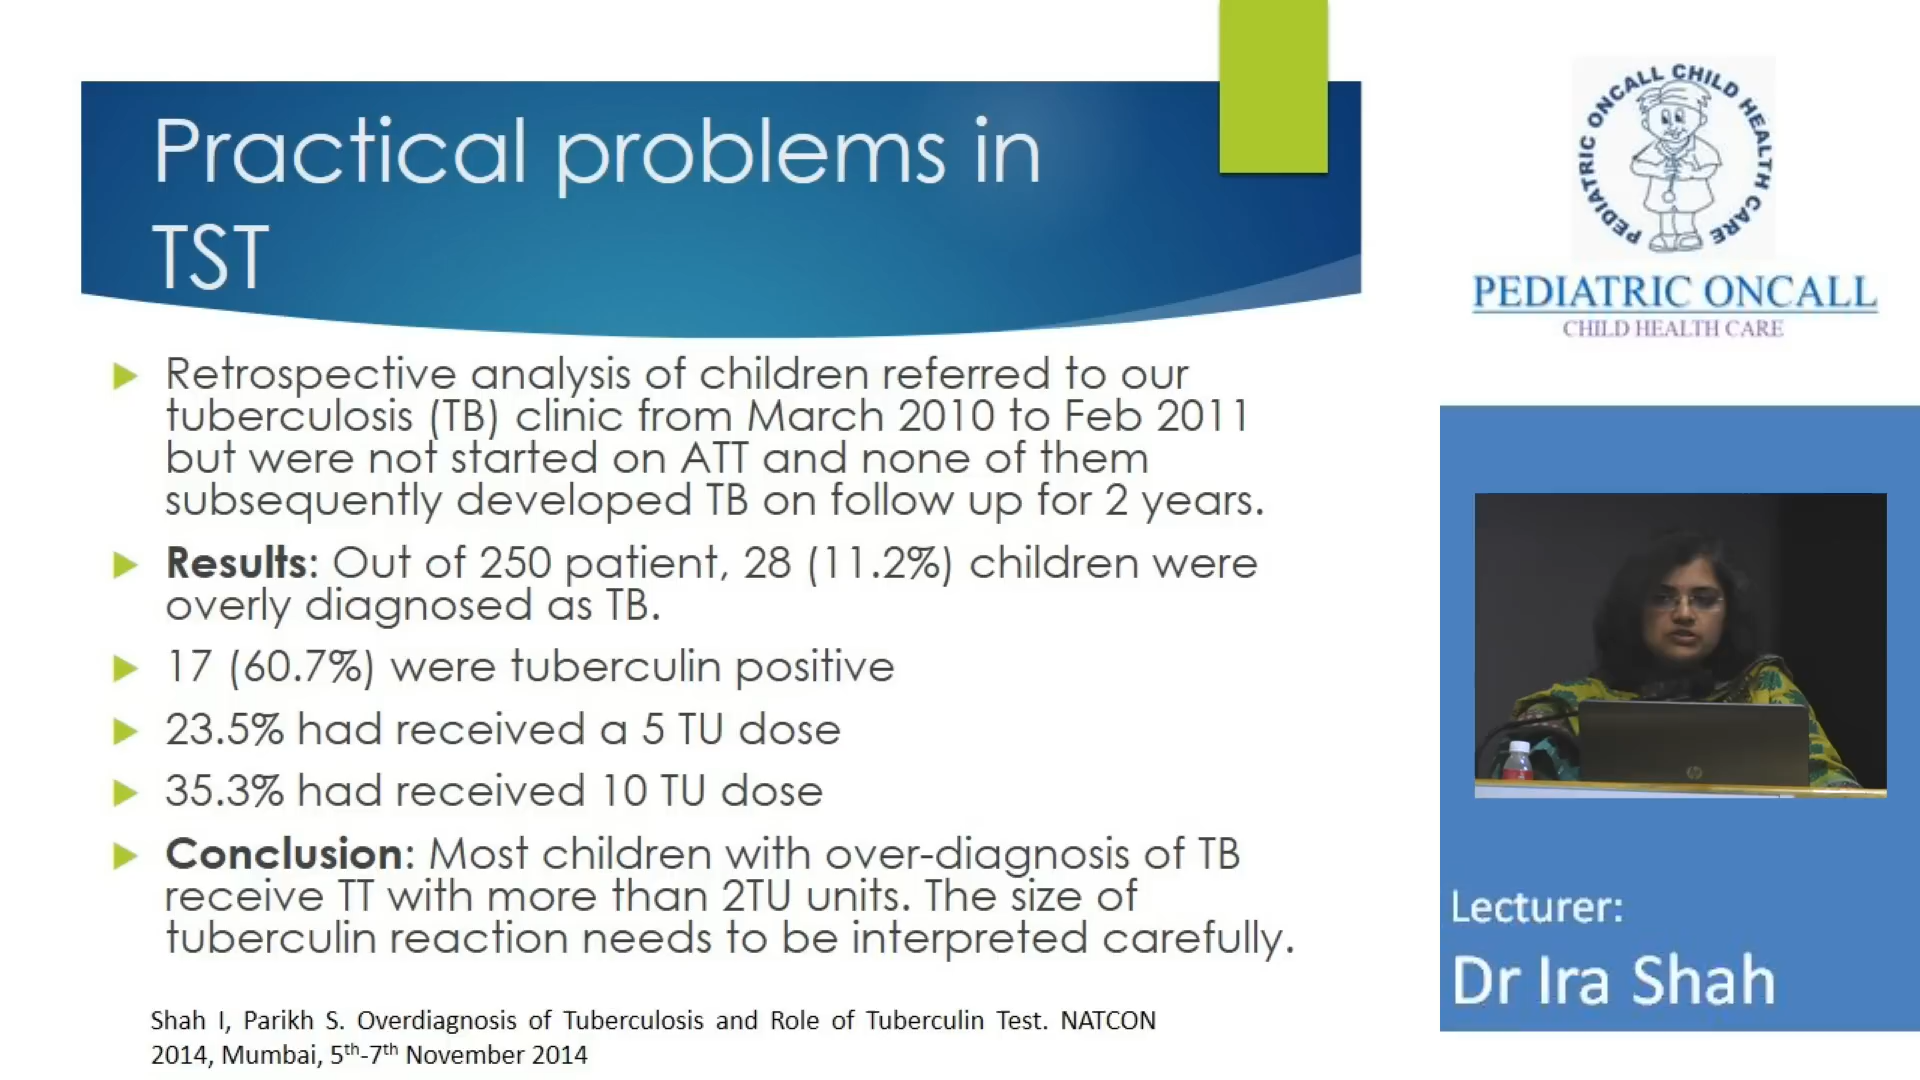 Practical problems in
TST
Retrospective analysis of children referred to our
tuberculosis (TB) clinic from March 2010 to Feb 2011
but were not started on ATT and none of them
subsequently developed TB on follow up for 2 years.
Results: Out of 250 patient, 28 (11.2%) children were
overly diagnosed as TB.
17 (60.7%) were tuberculin positive
23.5% had received a 5 TU dose
35.3% had received 10 TU dose
Conclusion: Most children with over-diagnosis of TB
receive TT with more than 2TU units. The size of
tuberculin reaction needs to be interpreted carefully.
Shah I, Parikh S. Overdiagnosis of Tuberculosis and Role of Tuberculin Test. NATCON
2014, Mumbai, 5th-7th November 2014
PEDIATRIC ONCALL CHILD HEALTH CARE
PEDIATRIC ONCALL
CHILD HEALTH CARE
hp
Lecturer:
Dr Ira Shah